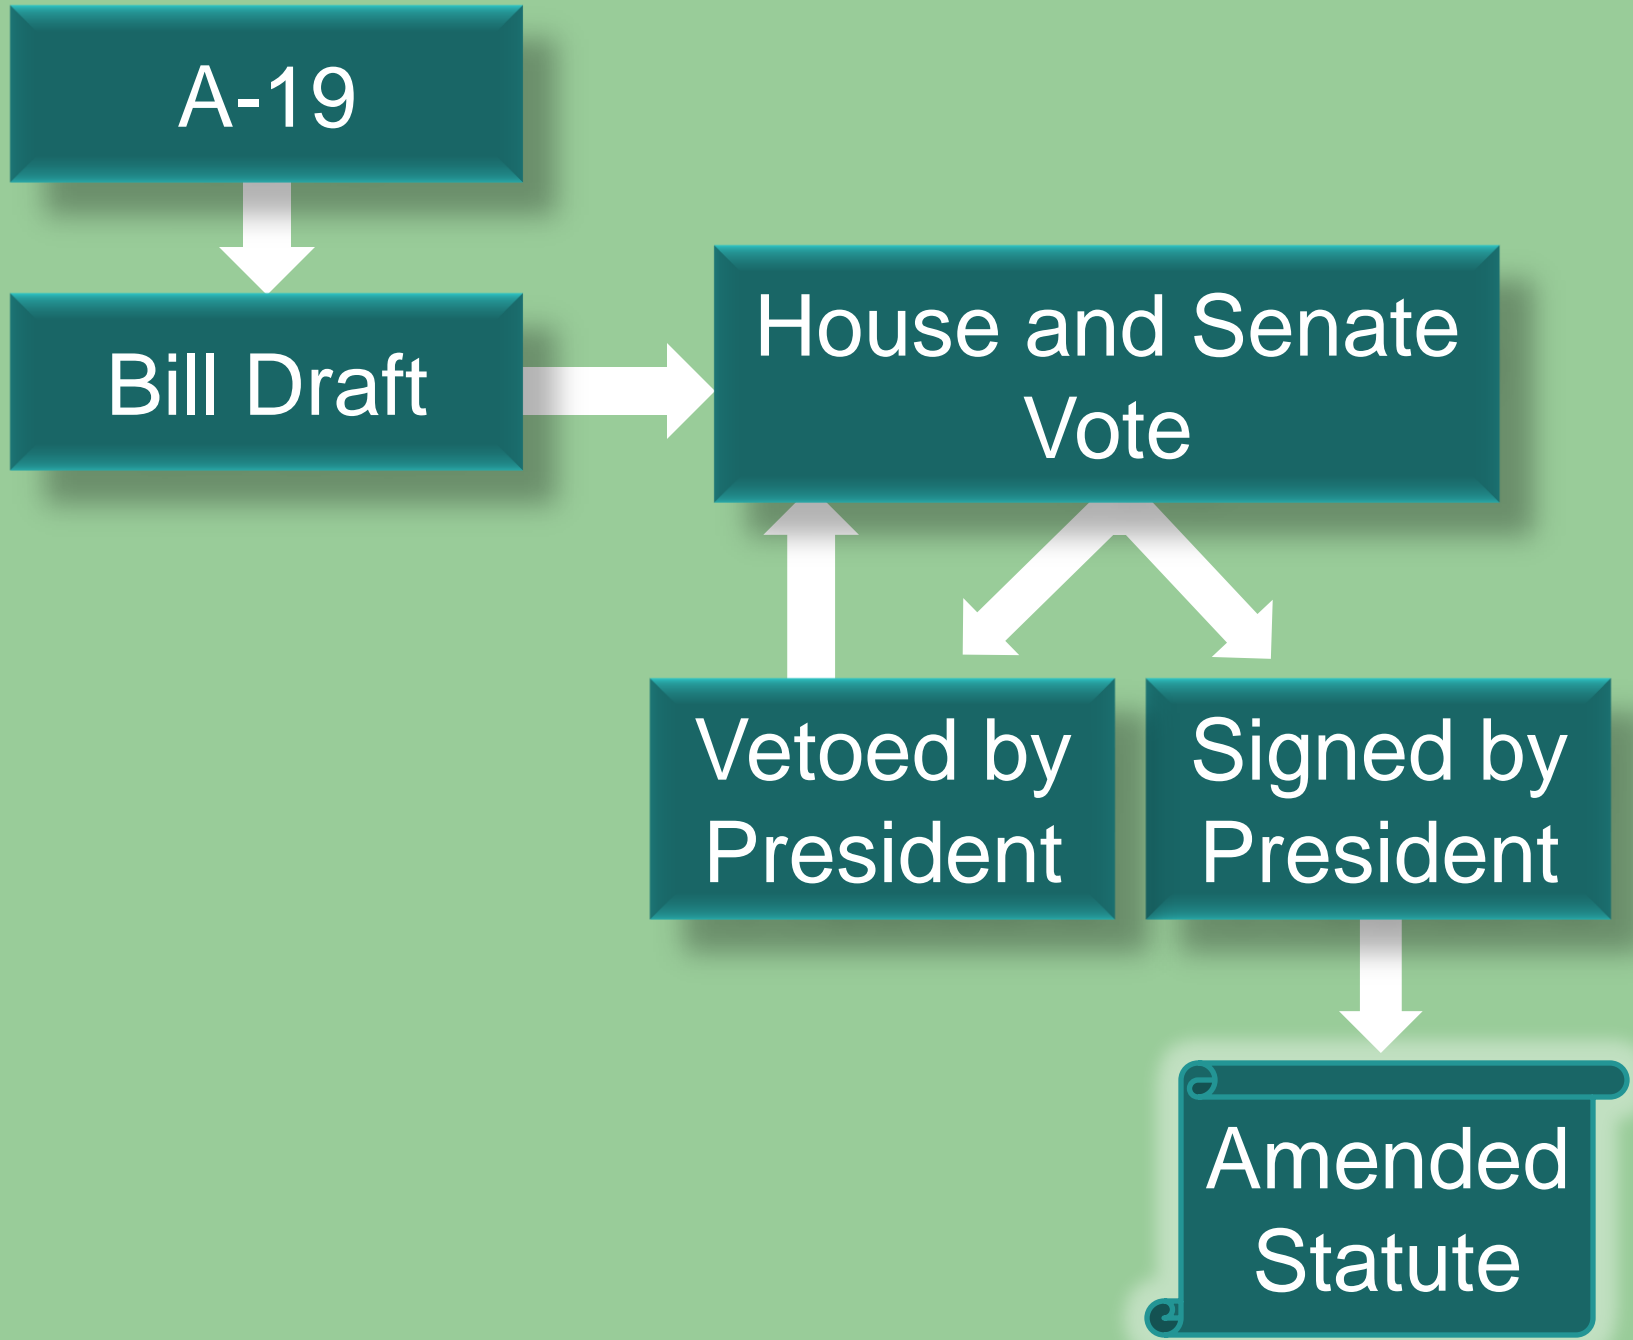 A-19
Bill Draft
House and Senate
Vote
Vetoed by
President
Signed by
President
Amended
Statute